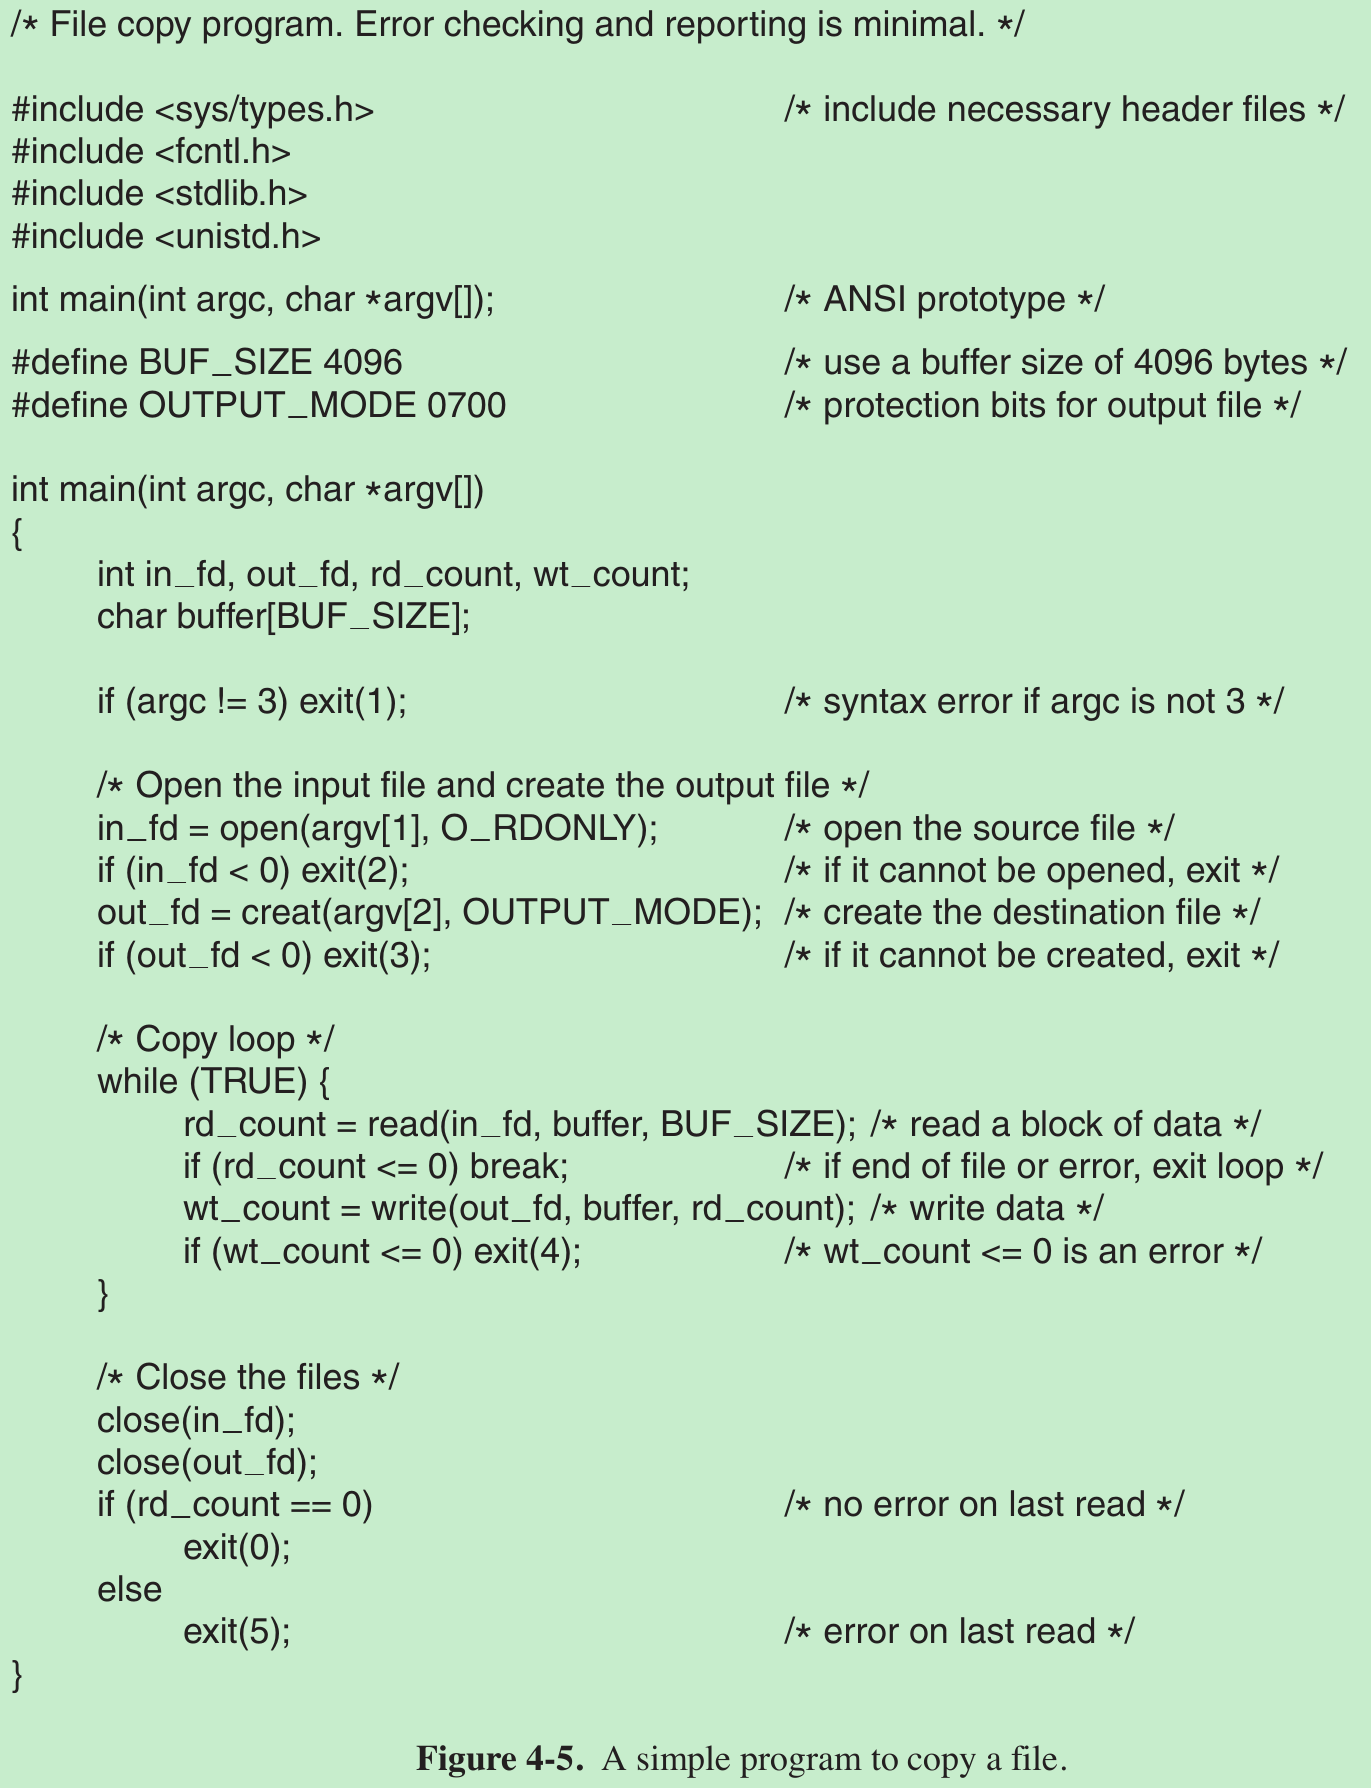 /* File copy program. Error checking and reporting is minimal. */
#include <sys/types.h> /* include necessary header files */
#include <fcntl.h>
#include <stdlib.h>
#include <unistd.h>
int main(int argc, char *argv[]); /* ANSI prototype */
#define BUF_SIZE 4096 /* use a buffer size of 4096 bytes */
#define OUTPUT_MODE 0700 /* protection bits for output file */
int main(int argc, char *argv[])
{
int in_fd, out_fd, rd_count, wt_count;
char buffer[BUF_SIZE];
if (argc != 3) exit(1); /* syntax error if argc is not 3 */
/* Open the input file and create the output file */
in_fd = open(argv[1], O_RDONLY); /* open the source file */
if (in_fd < 0) exit(2); /* if it cannot be opened, exit */
out_fd = creat(argv[2], OUTPUT_MODE); /* create the destination file */
if (out_fd < 0) exit(3); /* if it cannot be created, exit */
/* Copy loop */
while (TRUE) {
rd_count = read(in_fd, buffer, BUF_SIZE); /* read a block of data */
if (rd_count <= 0) break; /* if end of file or error, exit loop */
wt_count = write(out_fd, buffer, rd_count); /* write data */
if (wt_count <= 0) exit(4); /* wt_count <= 0 is an error */
}
/* Close the files */
close(in_fd);
close(out_fd);
if (rd_count == 0) /* no error on last read */
exit(0);
else
exit(5); /* error on last read */
}
Figure 4-5. A simple program to copy a file.